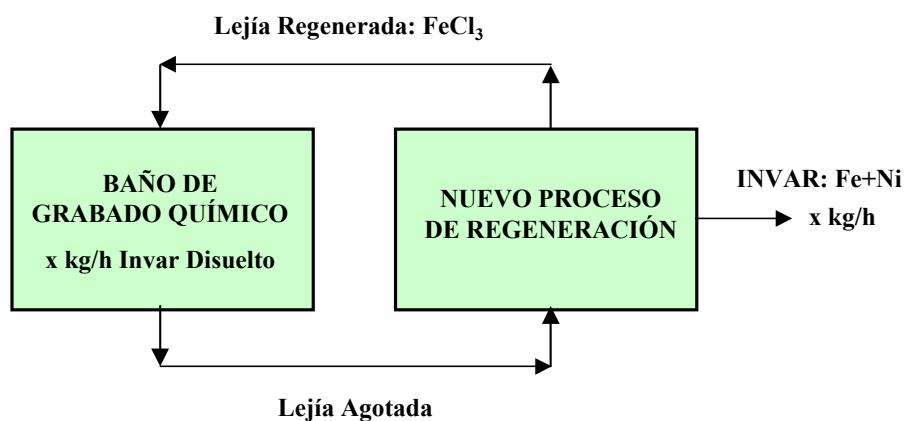 Lejía Regenerada: FeCl₃
BAÑO DE
GRABADO QUÍMICO
x kg/h Invar Disuelto
NUEVO PROCESO
DE REGENERACIÓN
INVAR: Fe+Ni
x kg/h
Lejía Agotada